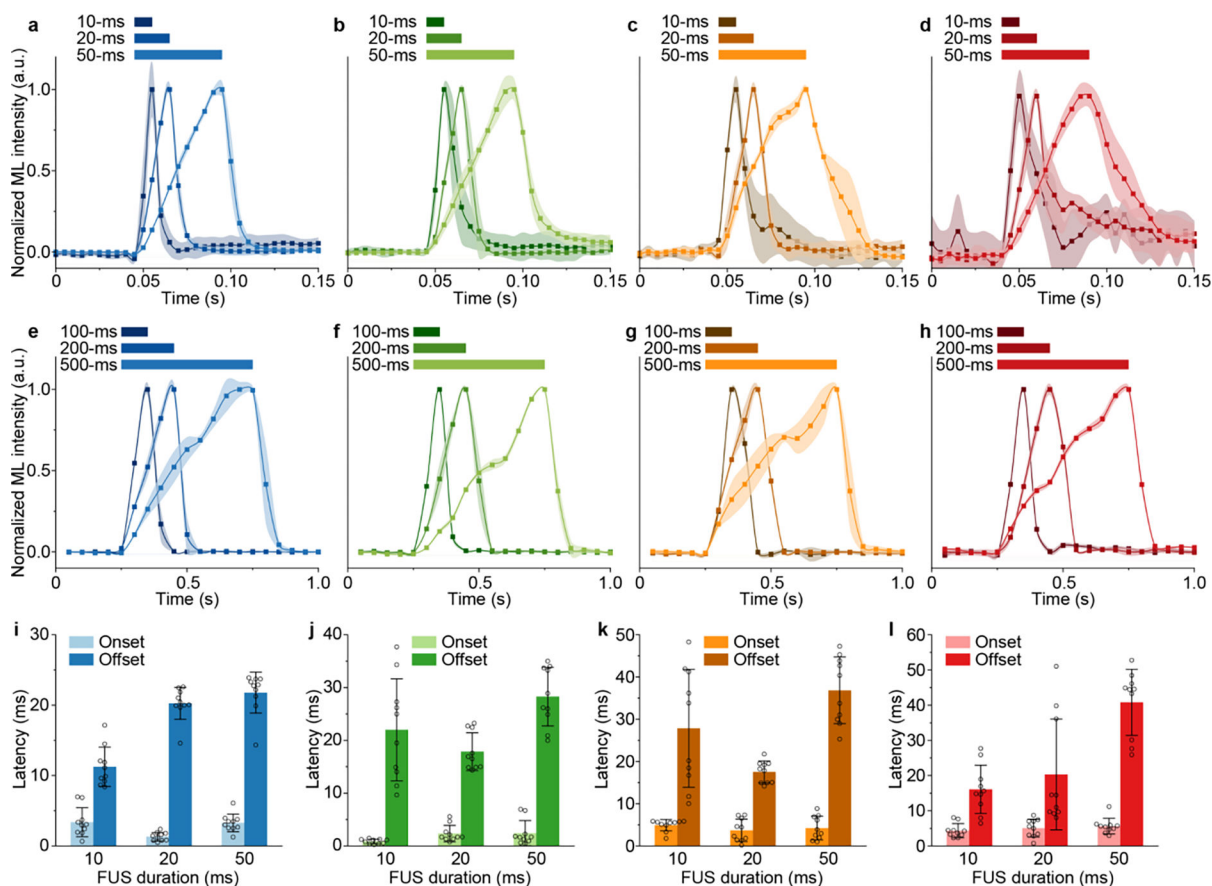 a
10-ms
20-ms
50-ms
b
10-ms
20-ms
50-ms
c
10-ms
20-ms
50-ms
d
10-ms
20-ms
50-ms
Normalized ML intensity (a.u.)
1.0
0.5
0.0
0 0.05 0.10 0.15
Time (s)
0 0.05 0.10 0.15
Time (s)
0 0.05 0.10 0.15
Time (s)
0 0.05 0.10 0.15
Time (s)
e
100-ms
200-ms
500-ms
f
100-ms
200-ms
500-ms
g
100-ms
200-ms
500-ms
h
100-ms
200-ms
500-ms
Normalized ML intensity (a.u.)
1.0
0.5
0.0
0 0.5 1.0
Time (s)
0 0.5 1.0
Time (s)
0 0.5 1.0
Time (s)
0 0.5 1.0
Time (s)
i
Onset
Offset
Latency (ms)
30
20
10
0
10 20 50
FUS duration (ms)
j
Onset
Offset
Latency (ms)
40
30
20
10
0
10 20 50
FUS duration (ms)
k
Onset
Offset
Latency (ms)
50
40
30
20
10
0
10 20 50
FUS duration (ms)
l
Onset
Offset
Latency (ms)
60
50
40
30
20
10
0
10 20 50
FUS duration (ms)